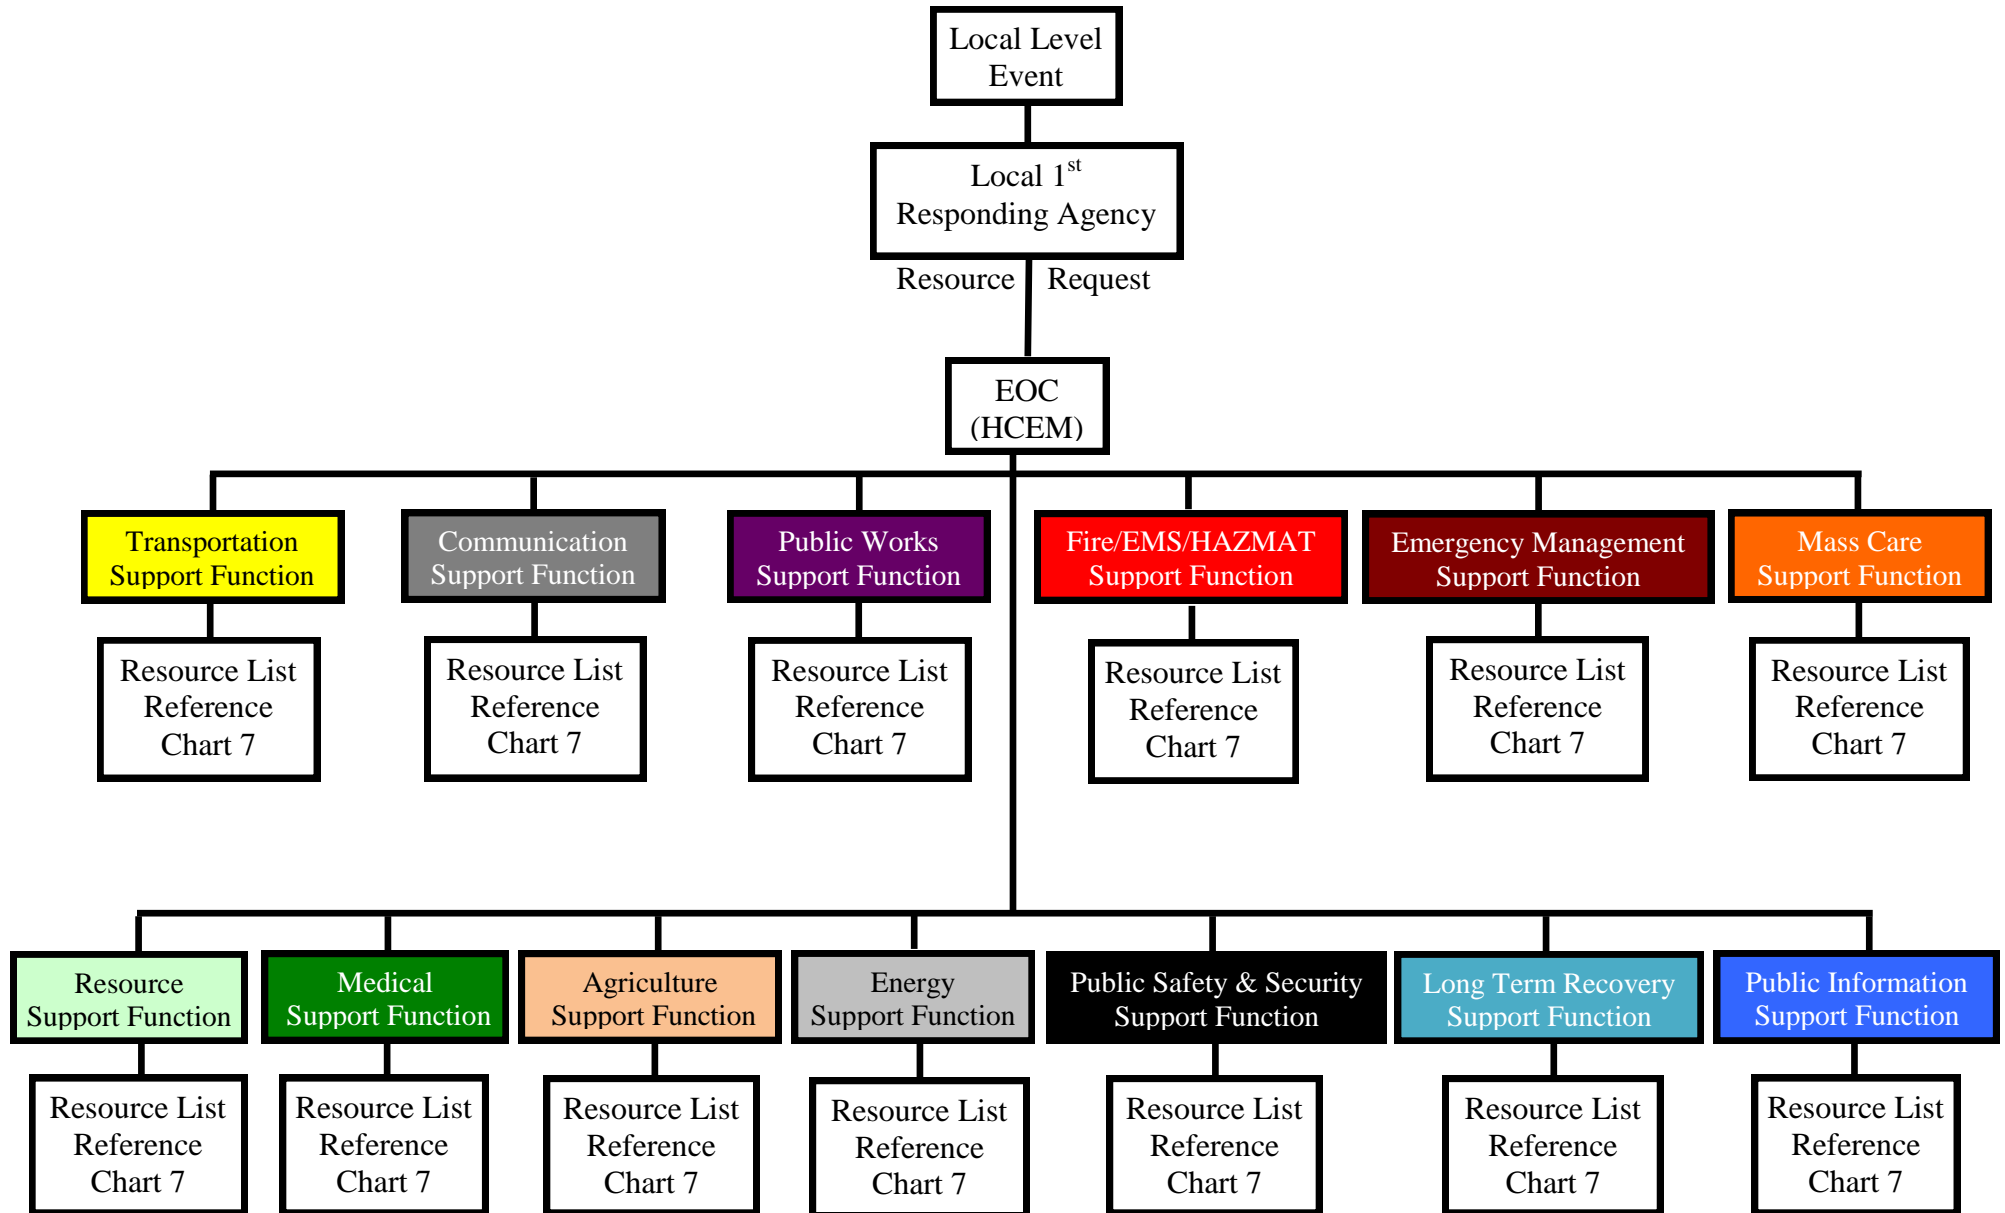 Local Level
Event
Local 1st
Responding Agency
Resource Request
EOC
(HCEM)
Transportation
Support Function
Communication
Support Function
Public Works
Support Function
Fire/EMS/HAZMAT
Support Function
Emergency Management
Support Function
Mass Care
Support Function
Resource List
Reference
Chart 7
Resource List
Reference
Chart 7
Resource List
Reference
Chart 7
Resource List
Reference
Chart 7
Resource List
Reference
Chart 7
Resource List
Reference
Chart 7
Resource
Support Function
Medical
Support Function
Agriculture
Support Function
Energy
Support Function
Public Safety & Security
Support Function
Long Term Recovery
Support Function
Public Information
Support Function
Resource List
Reference
Chart 7
Resource List
Reference
Chart 7
Resource List
Reference
Chart 7
Resource List
Reference
Chart 7
Resource List
Reference
Chart 7
Resource List
Reference
Chart 7
Resource List
Reference
Chart 7